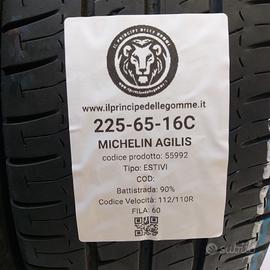 IL PRINCIPE DELLE GOMME
www.ilprincipedellegomme.it
225-65-16C
MICHELIN AGILIS
codice prodotto: 55992
Tipo: ESTIVI
COD:
Battistrada: 90%
Codice Velocità: 112/110R
FILA: 60
subito